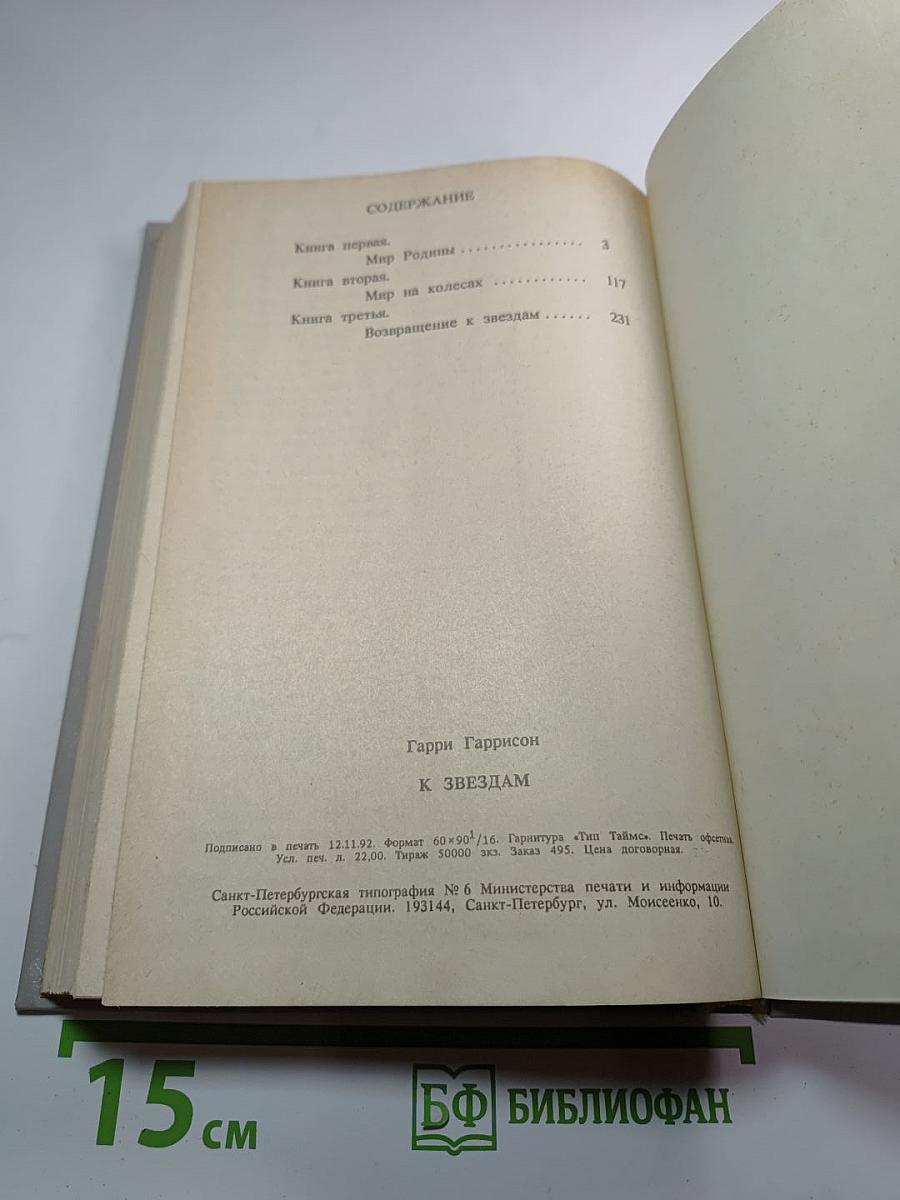 СОДЕРЖАНИЕ
Книга первая.
Мир Родины . . . . . . . . . . . . . . . . 3
Книга вторая.
Мир на колесах . . . . . . . . . . . . 117
Книга третья.
Возвращение к звездам . . . . . . 231
Гарри Гаррисон
К ЗВЕЗДАМ
Подписано в печать 12.11.92. Формат 60×90¹/16. Гарнитура «Тип Таймс». Печать офсетная.
Усл. печ. л. 22,00. Тираж 50000 экз. Заказ 495. Цена договорная.
Санкт-Петербургская типография № 6 Министерства печати и информации
Российской Федерации. 193144, Санкт-Петербург, ул. Моисеенко, 10.
15 см
БФ БИБЛИОФАН